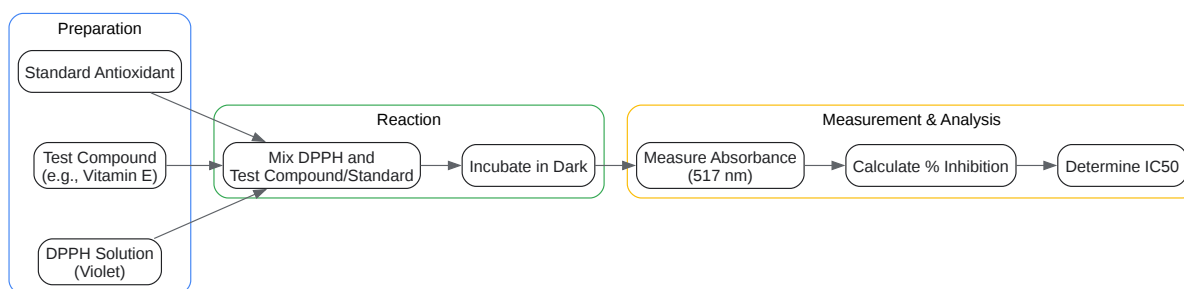 Preparation
Standard Antioxidant
Test Compound
(e.g., Vitamin E)
DPPH Solution
(Violet)
Reaction
Mix DPPH and
Test Compound/Standard
Incubate in Dark
Measurement & Analysis
Measure Absorbance
(517 nm)
Calculate % Inhibition
Determine IC50